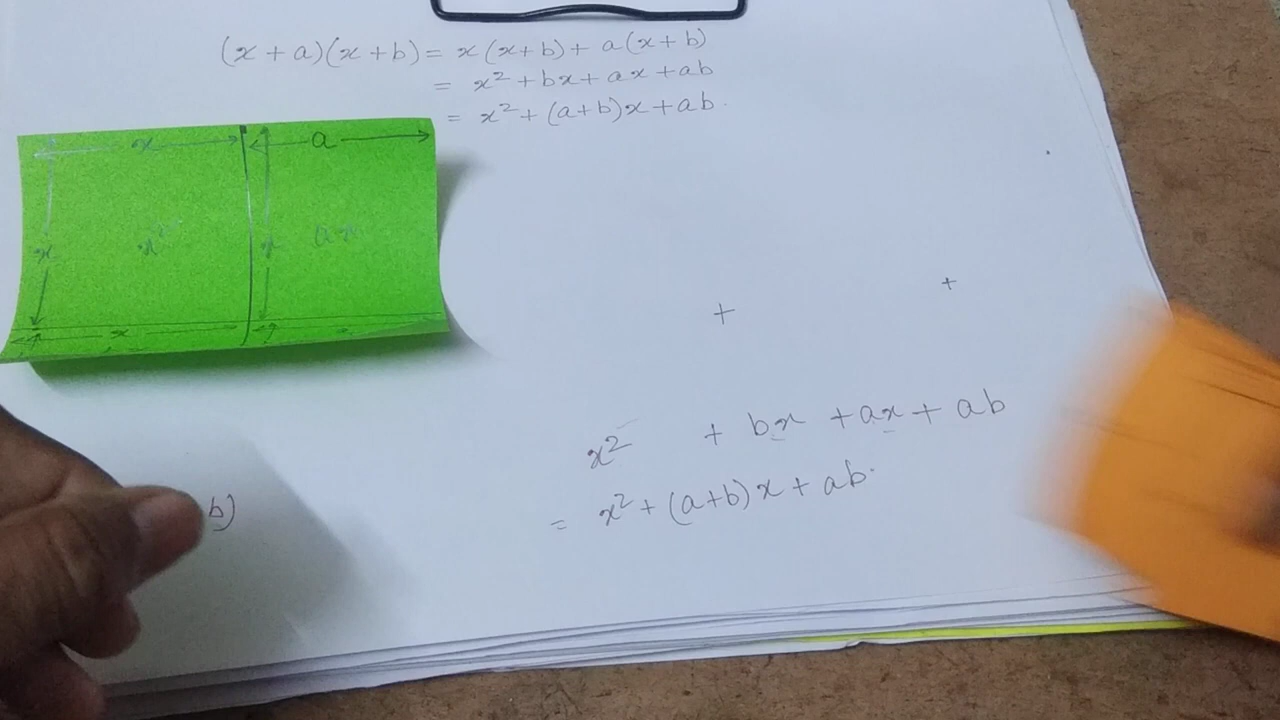 (x + a)(x + b) = x(x+b) + a(x+b)
= x² + bx + ax + ab
= x² + (a+b)x + ab.
x a
x x² x ax
x
+ +
x² + bx + ax + ab
b)
= x² + (a+b)x + ab.